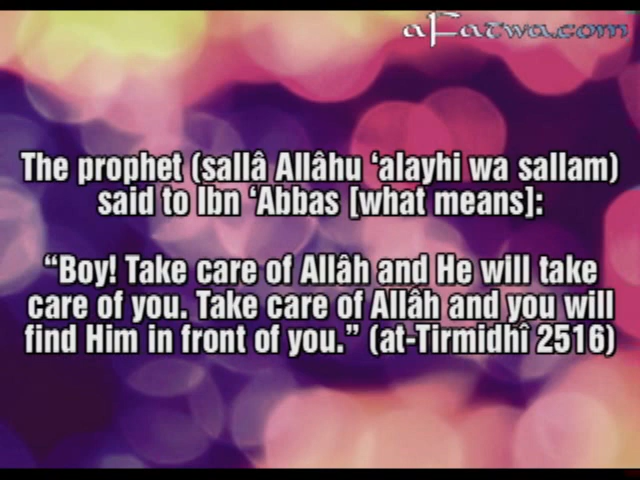 aFatwa.com
The prophet (sallâ Allâhu ‘alayhi wa sallam)
said to Ibn ‘Abbas [what means]:
“Boy! Take care of Allâh and He will take
care of you. Take care of Allâh and you will
find Him in front of you.” (at-Tirmidhî 2516)